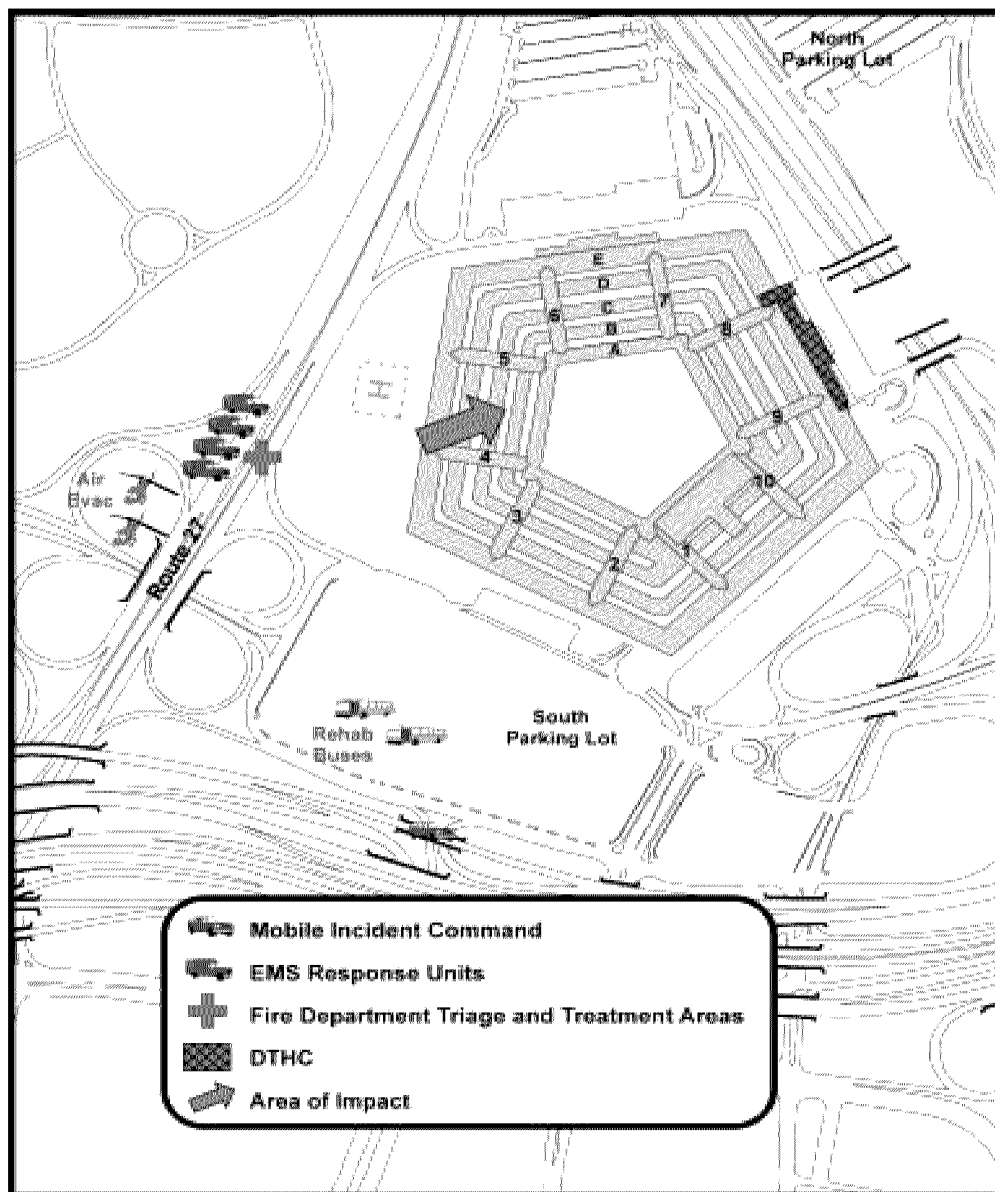 North
Parking Lot
E
D
C
B
A
6
7
8
5
9
4
10
3
1
2
H
Air
Evac
Route 27
Rehab
Buses
South
Parking Lot
Mobile Incident Command
EMS Response Units
Fire Department Triage and Treatment Areas
DTHC
Area of Impact